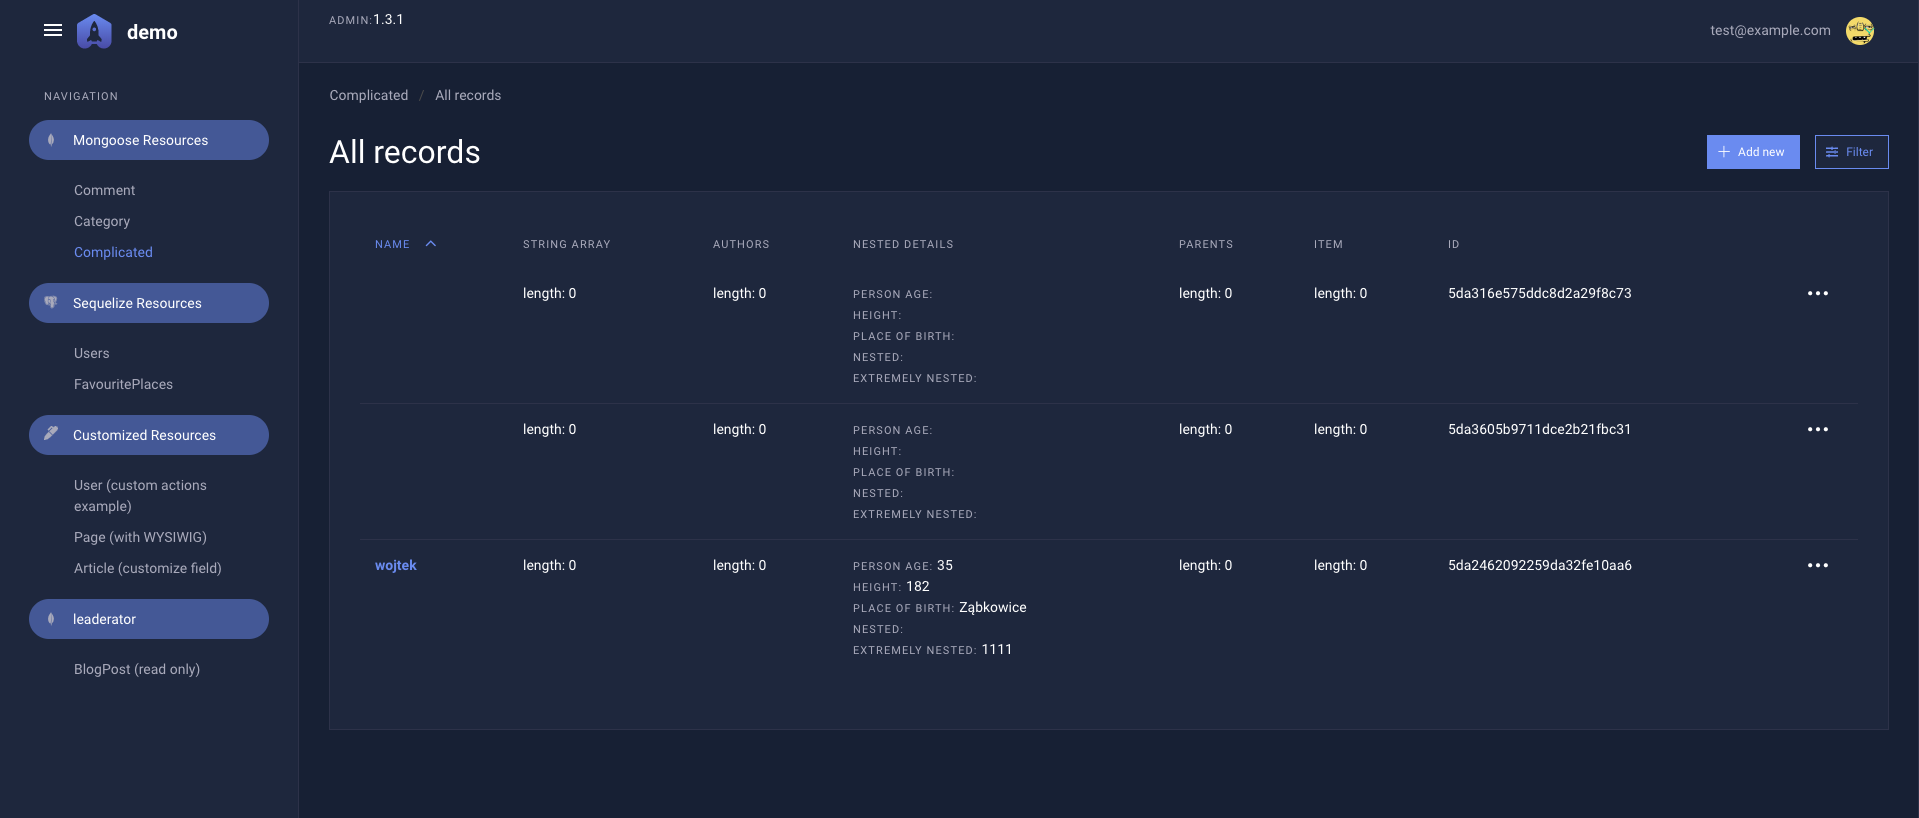 demo
ADMIN:1.3.1
test@example.com
NAVIGATION
Mongoose Resources
Comment
Category
Complicated
Sequelize Resources
Users
FavouritePlaces
Customized Resources
User (custom actions
example)
Page (with WYSIWIG)
Article (customize field)
leaderator
BlogPost (read only)
Complicated / All records
All records
Add new
Filter
NAME STRING ARRAY AUTHORS NESTED DETAILS PARENTS ITEM ID
length: 0 length: 0 PERSON AGE: length: 0 length: 0 5da316e575ddc8d2a29f8c73
HEIGHT:
PLACE OF BIRTH:
NESTED:
EXTREMELY NESTED:
length: 0 length: 0 PERSON AGE: length: 0 length: 0 5da3605b9711dce2b21fbc31
HEIGHT:
PLACE OF BIRTH:
NESTED:
EXTREMELY NESTED:
wojtek length: 0 length: 0 PERSON AGE: 35 length: 0 length: 0 5da2462092259da32fe10aa6
HEIGHT: 182
PLACE OF BIRTH: Ząbkowice
NESTED:
EXTREMELY NESTED: 1111